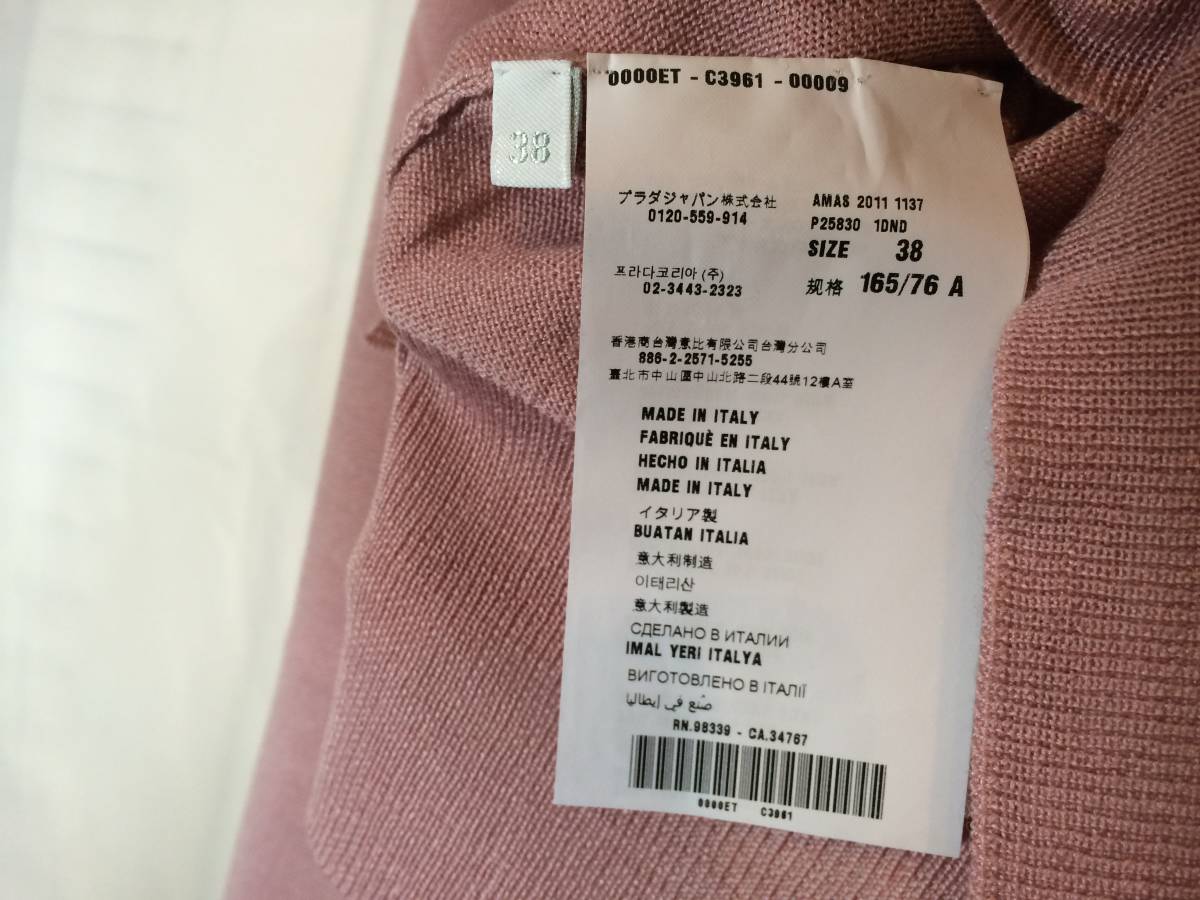 38
0000ET - C3961 - 00009
プラダジャパン株式会社
0120-559-914
AMAS 2011 1137
P25830 1DND
SIZE 38
规格 165/76 A
프라다코리아 (주)
02-3443-2323
香港商台灣意比有限公司台灣分公司
886-2-2571-5255
臺北市中山區中山北路二段44號12樓A至
MADE IN ITALY
FABRIQUÈ EN ITALY
HECHO IN ITALIA
MADE IN ITALY
イタリア製
BUATAN ITALIA
意大利制造
이태리산
意大利製造
СДЕЛАНО В ИТАЛИИ
IMAL YERI ITALYA
ВИГОТОВЛЕНО В ІТАЛІЇ
صُنع في إيطاليا
RN.98339 - CA.34767
0000ET C3961